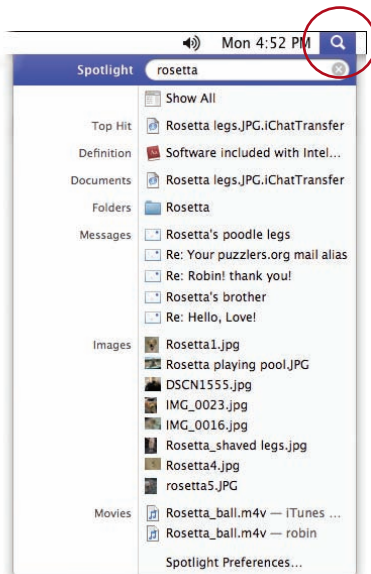 Mon 4:52 PM
Spotlight rosetta
Show All
Top Hit Rosetta legs.JPG.iChatTransfer
Definition Software included with Intel...
Documents Rosetta legs.JPG.iChatTransfer
Folders Rosetta
Messages Rosetta's poodle legs
Re: Your puzzlers.org mail alias
Re: Robin! thank you!
Rosetta's brother
Re: Hello, Love!
Images Rosetta1.jpg
Rosetta playing pool.JPG
DSCN1555.jpg
IMG_0023.jpg
IMG_0016.jpg
Rosetta_shaved legs.jpg
Rosetta4.jpg
rosetta5.JPG
Movies Rosetta_ball.m4v — iTunes ...
Rosetta_ball.m4v — robin
Spotlight Preferences...